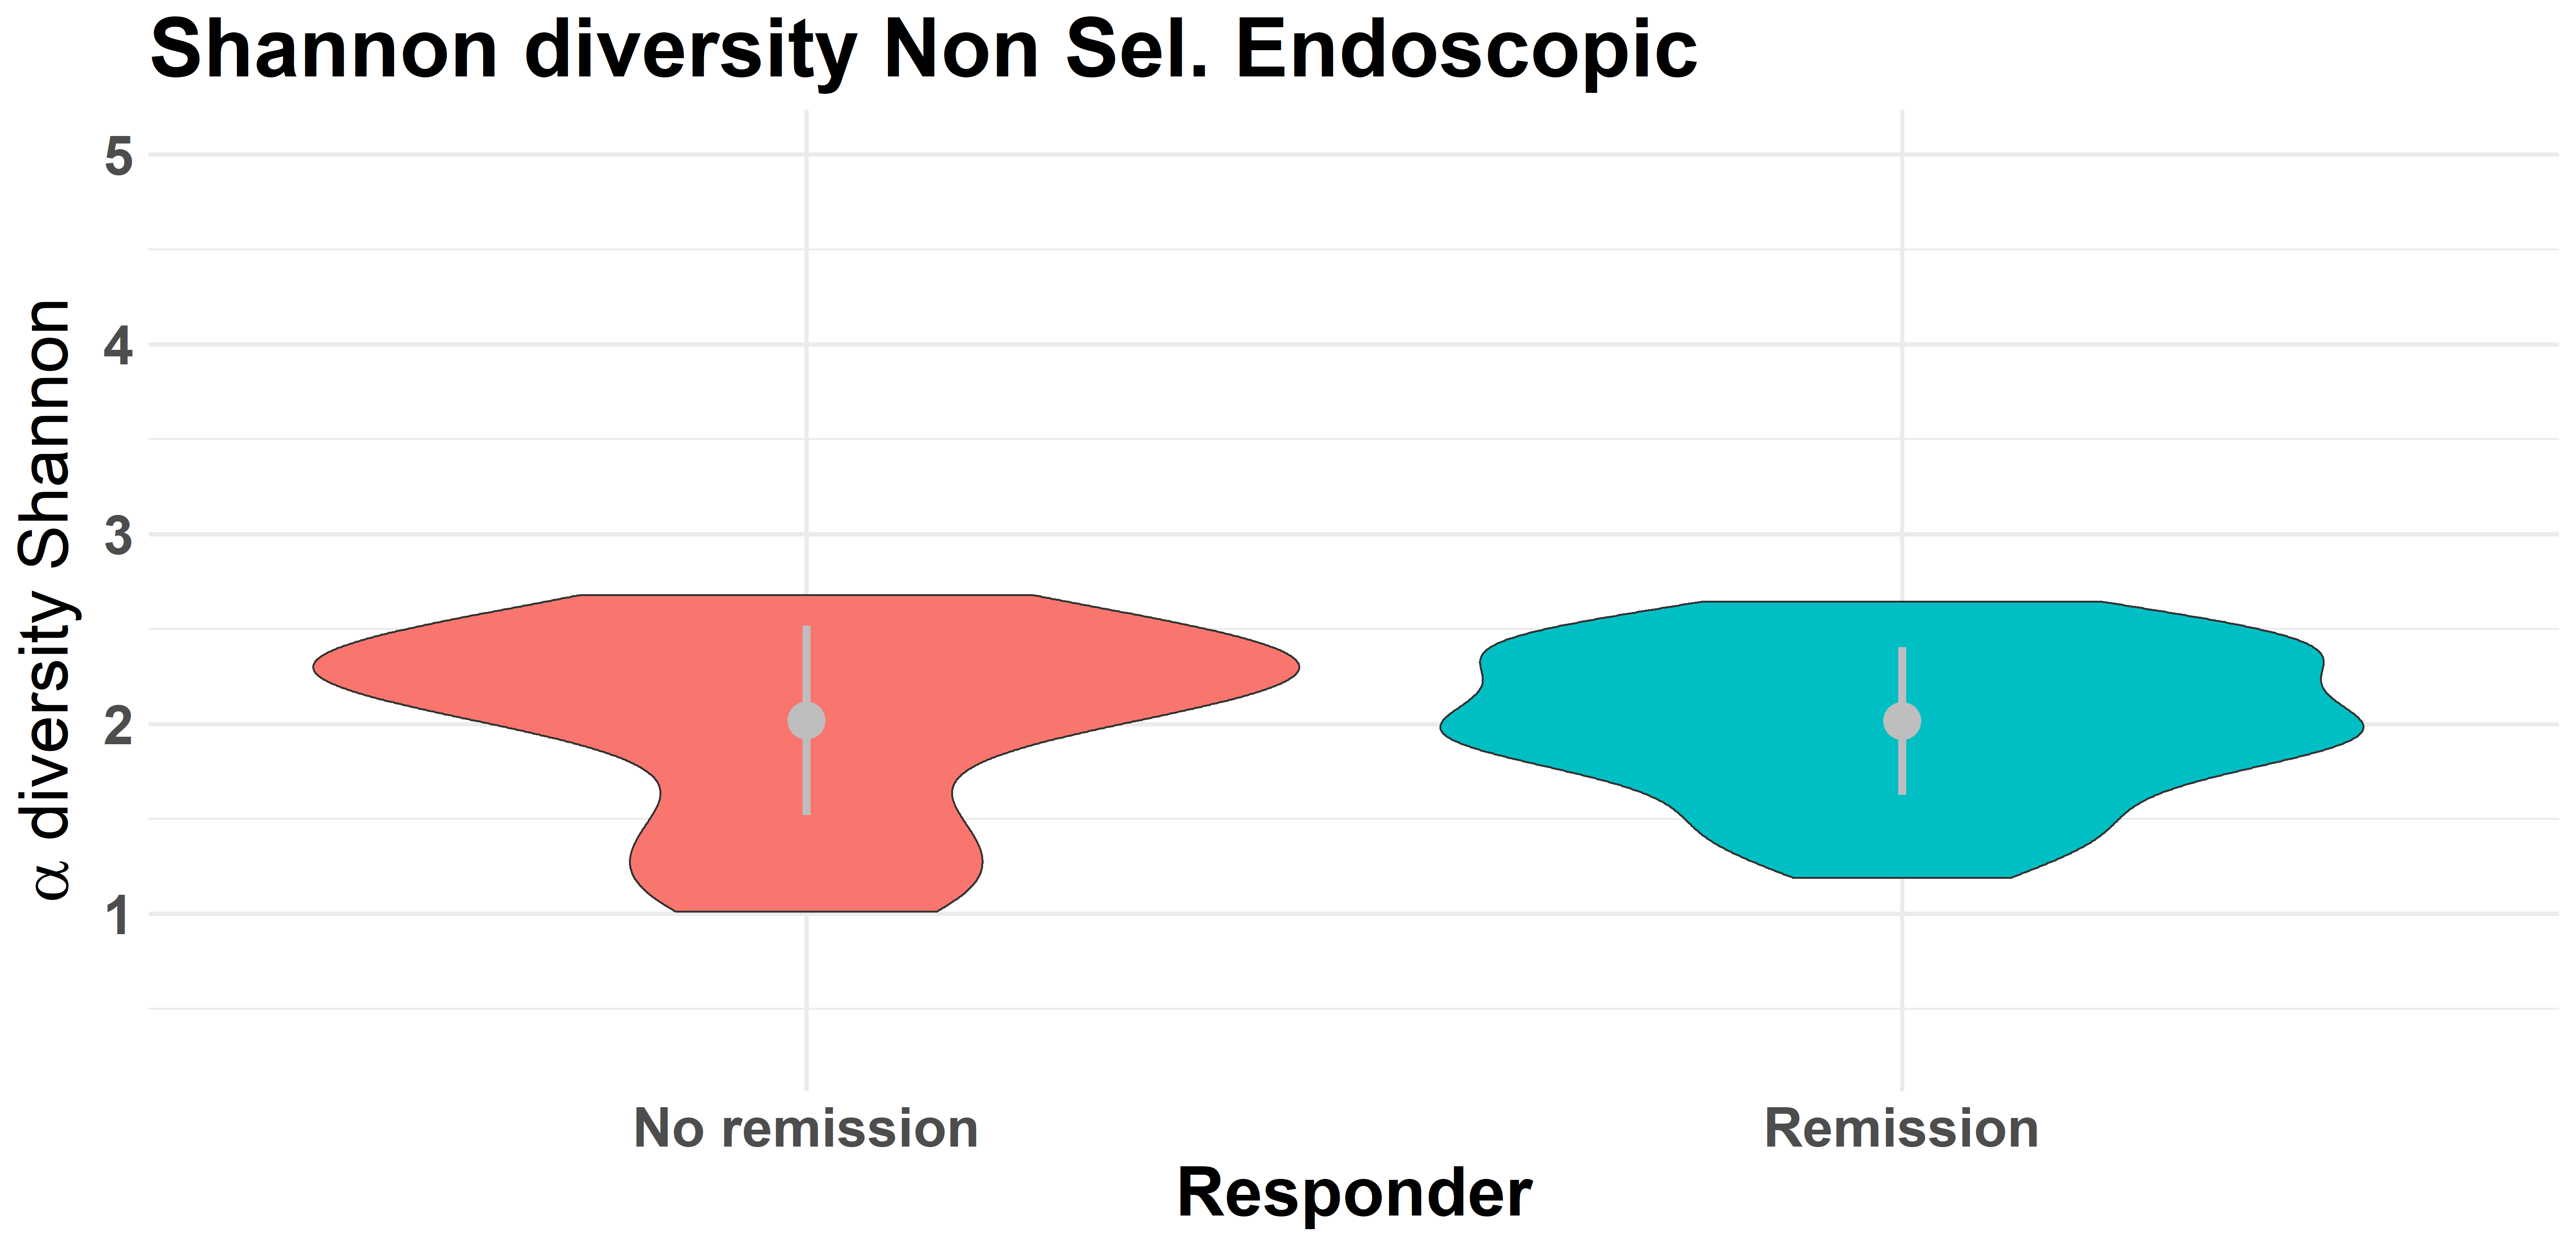 Shannon diversity Non Sel. Endoscopic
α diversity Shannon
5
4
3
2
1
No remission
Remission
Responder